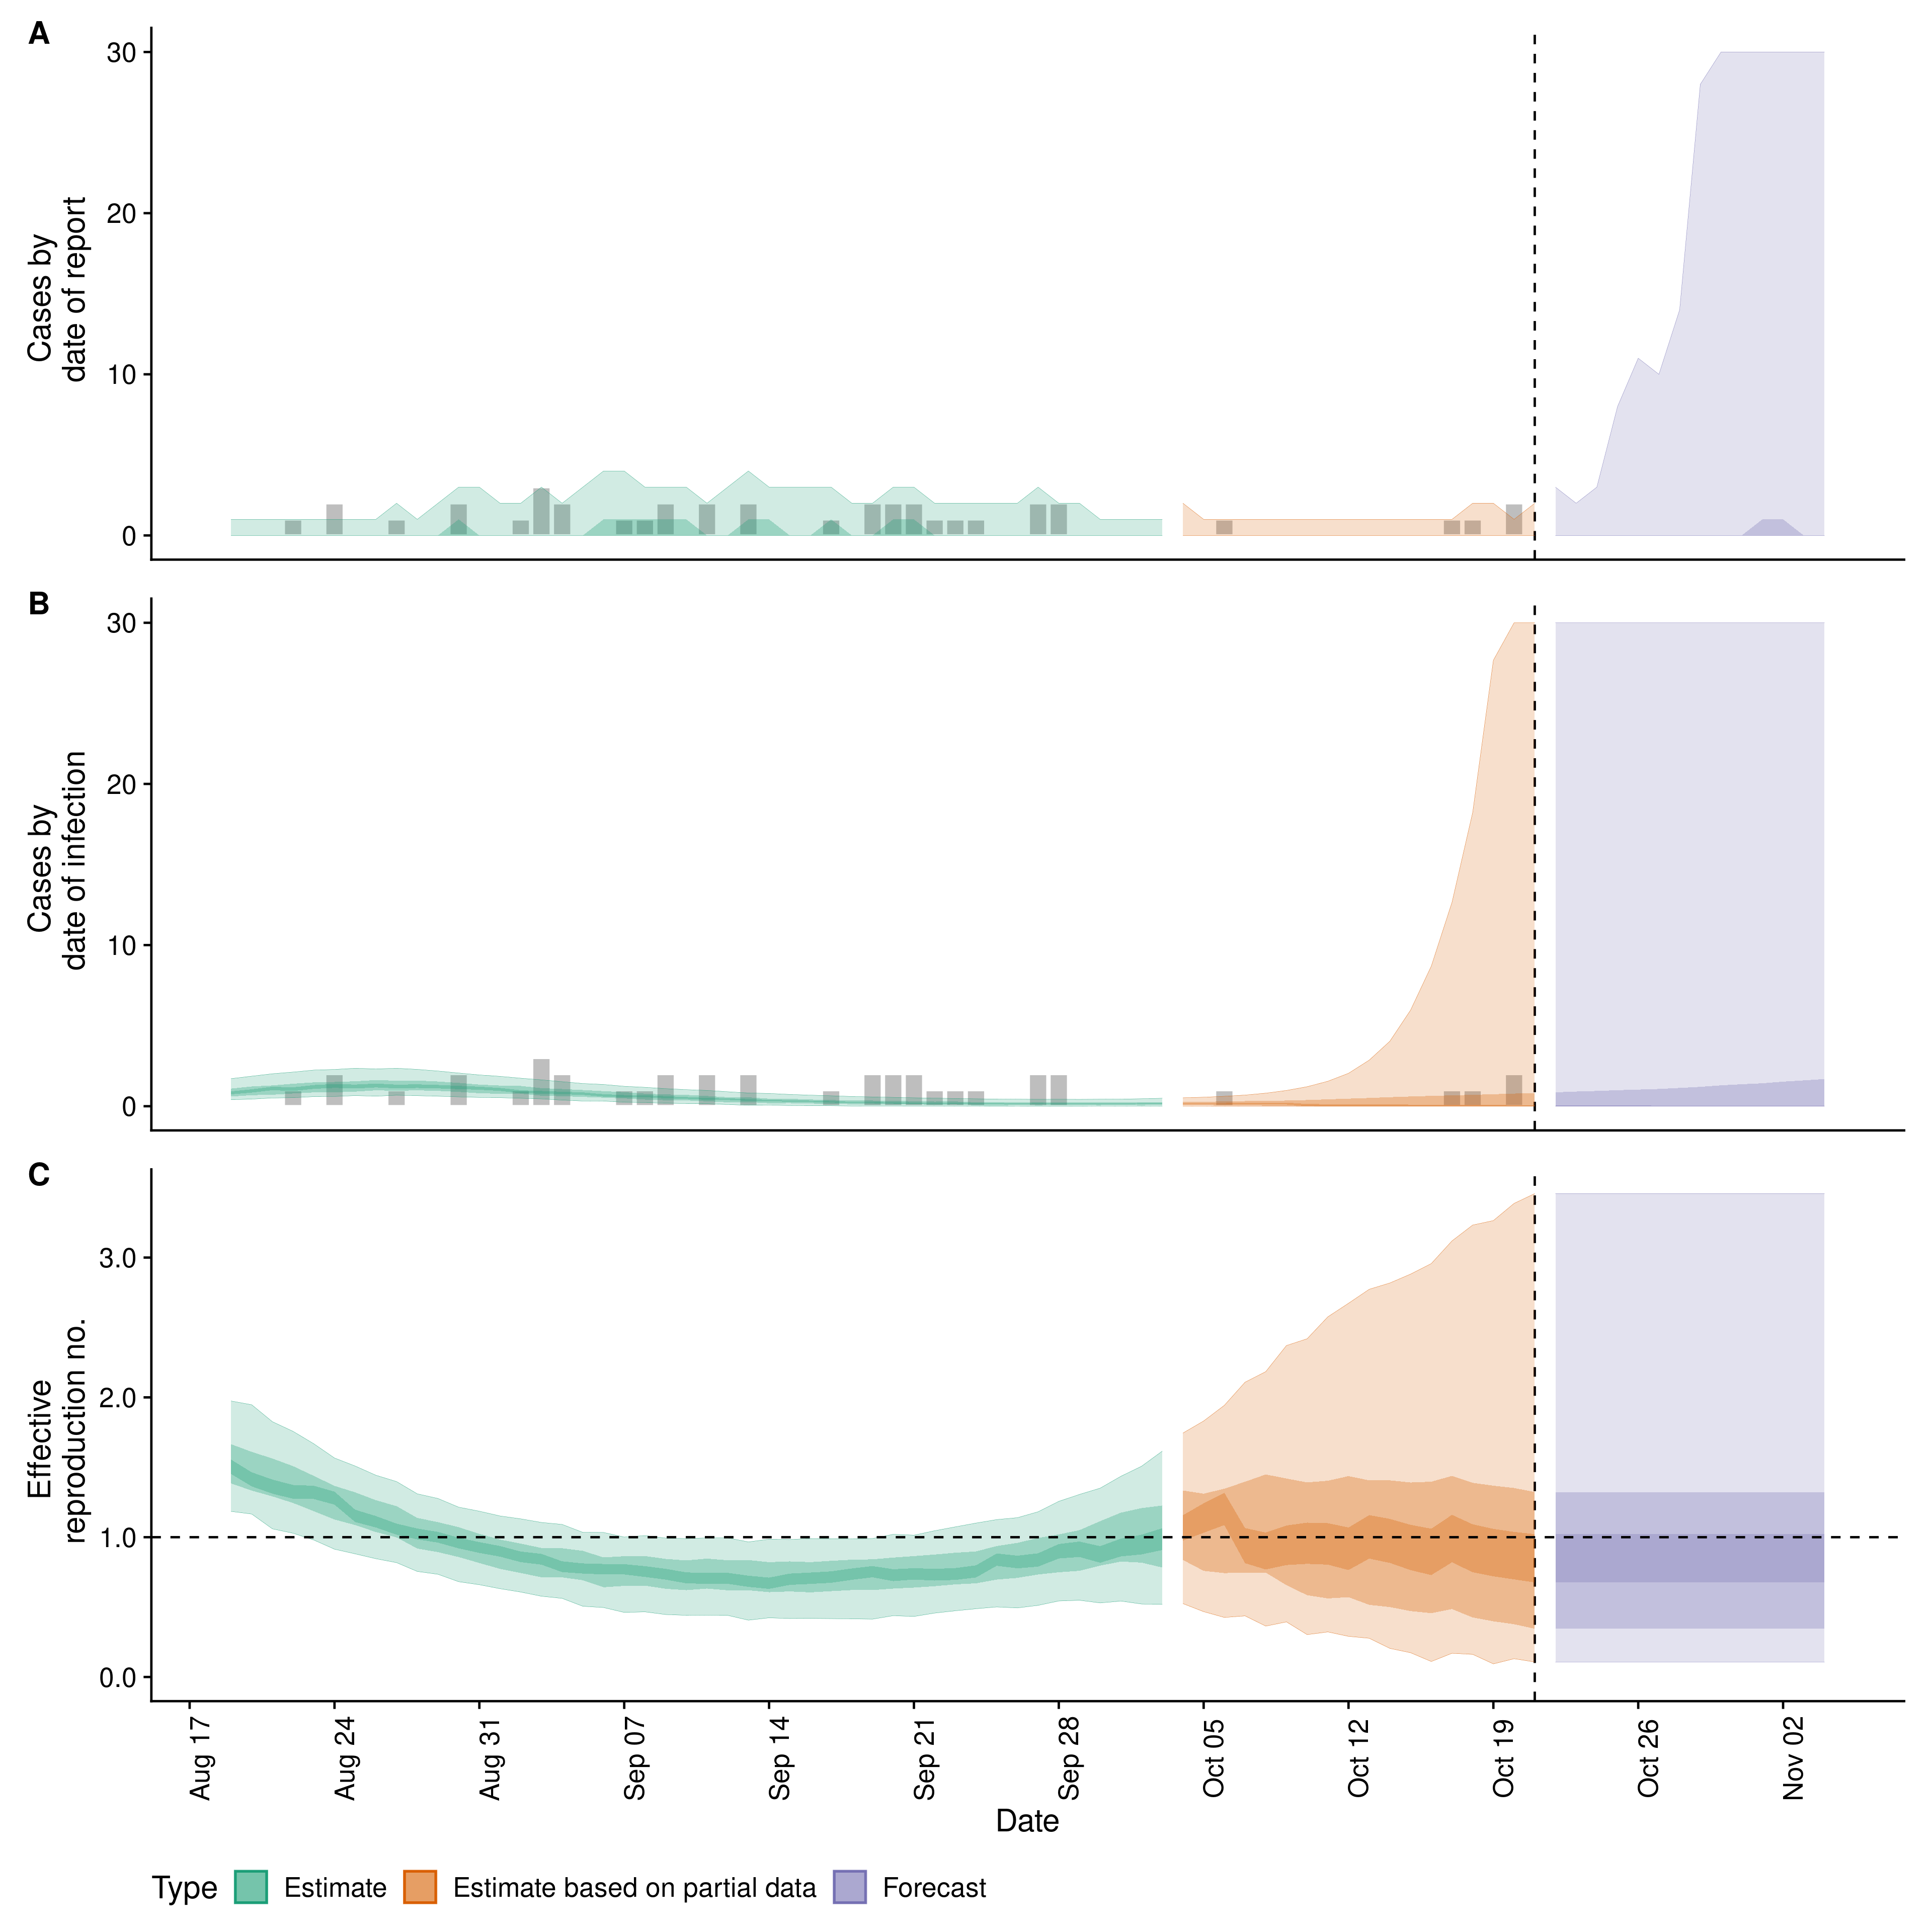 A
30
20
10
0
Cases by
date of report
B
30
20
10
0
Cases by
date of infection
C
3.0
2.0
1.0
0.0
Effective
reproduction no.
Aug 17
Aug 24
Aug 31
Sep 07
Sep 14
Sep 21
Sep 28
Oct 05
Oct 12
Oct 19
Oct 26
Nov 02
Date
Type Estimate Estimate based on partial data Forecast